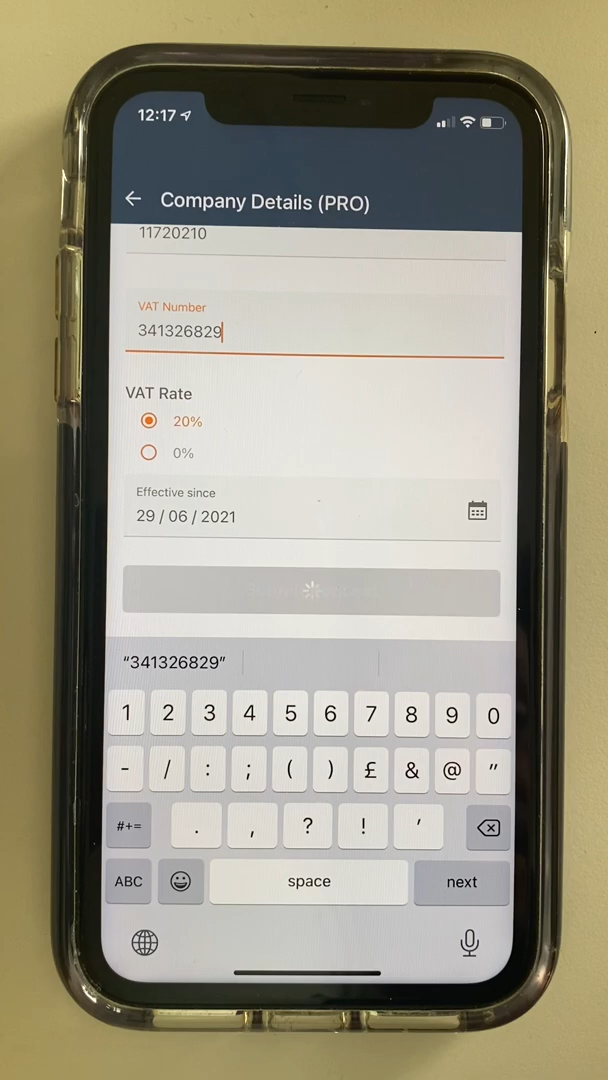 12:17
Company Details (PRO)
11720210
VAT Number
341326829
VAT Rate
20%
0%
Effective since
29 / 06 / 2021
“341326829”
1 2 3 4 5 6 7 8 9 0
- / : ; ( ) £ & @ "
#+= . , ? ! '
ABC space next